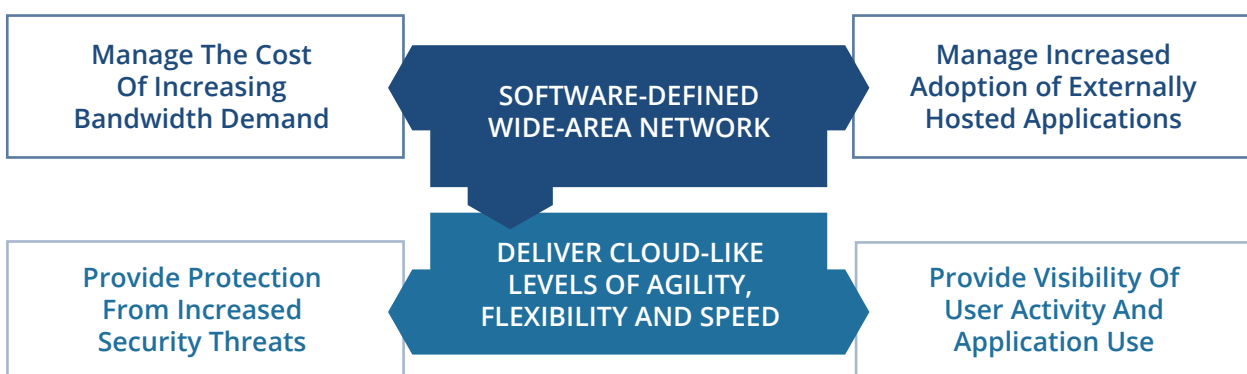 Manage The Cost
Of Increasing
Bandwidth Demand
SOFTWARE-DEFINED
WIDE-AREA NETWORK
Manage Increased
Adoption of Externally
Hosted Applications
Provide Protection
From Increased
Security Threats
DELIVER CLOUD-LIKE
LEVELS OF AGILITY,
FLEXIBILITY AND SPEED
Provide Visibility Of
User Activity And
Application Use